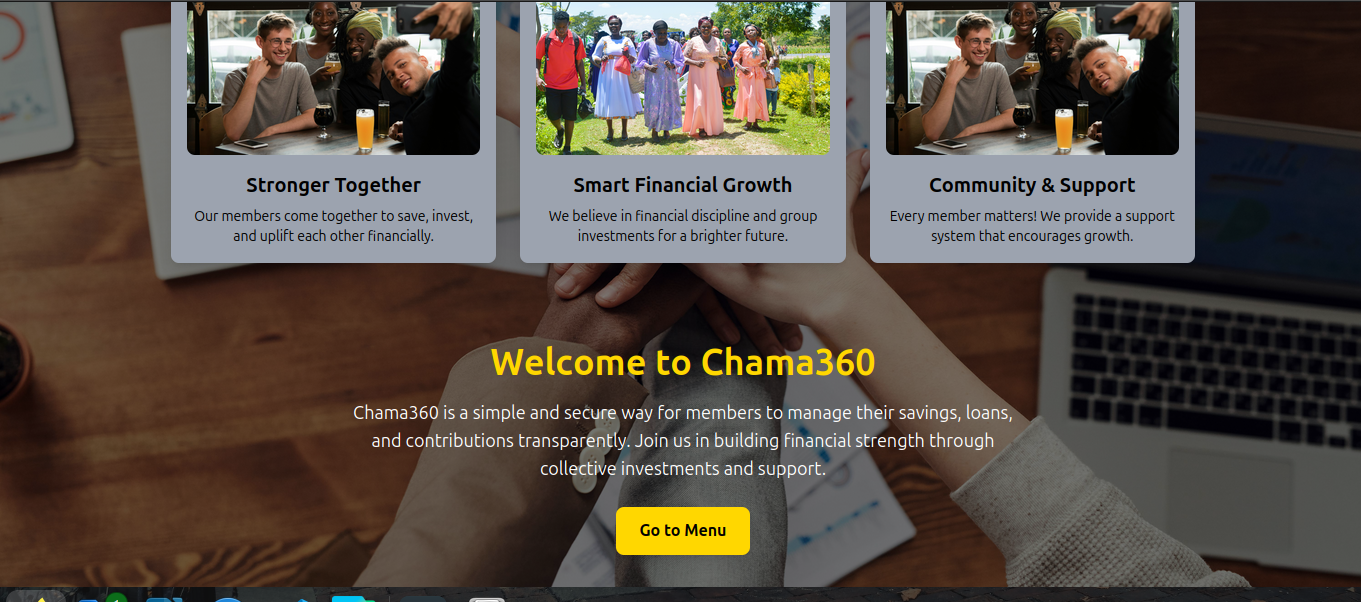 Stronger Together
Our members come together to save, invest,
and uplift each other financially.
Smart Financial Growth
We believe in financial discipline and group
investments for a brighter future.
Community & Support
Every member matters! We provide a support
system that encourages growth.
Welcome to Chama360
Chama360 is a simple and secure way for members to manage their savings, loans,
and contributions transparently. Join us in building financial strength through
collective investments and support.
Go to Menu